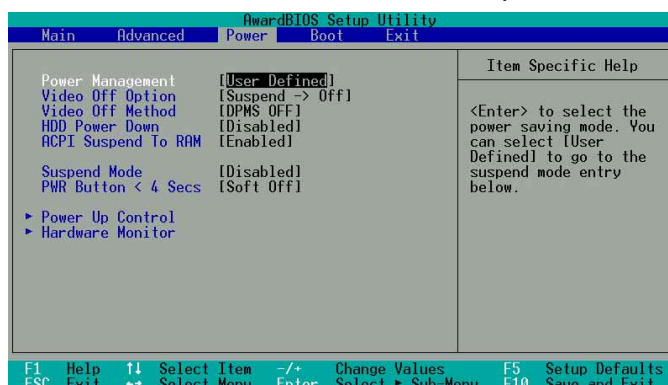 AwardBIOS Setup Utility
Main Advanced Power Boot Exit
Item Specific Help
Power Management [User Defined]
Video Off Option [Suspend -> Off]
Video Off Method [DPMS OFF]
HDD Power Down [Disabled]
ACPI Suspend To RAM [Enabled]
Suspend Mode [Disabled]
PWR Button < 4 Secs [Soft Off]
▸ Power Up Control
▸ Hardware Monitor
<Enter> to select the
power saving mode. You
can select [User
Defined] to go to the
suspend mode entry
below.
F1 Help ↑↓ Select Item -/+ Change Values F5 Setup Defaults
ESC Exit ↔ Select Menu Enter Select ▸ Sub-Menu F10 Save and Exit